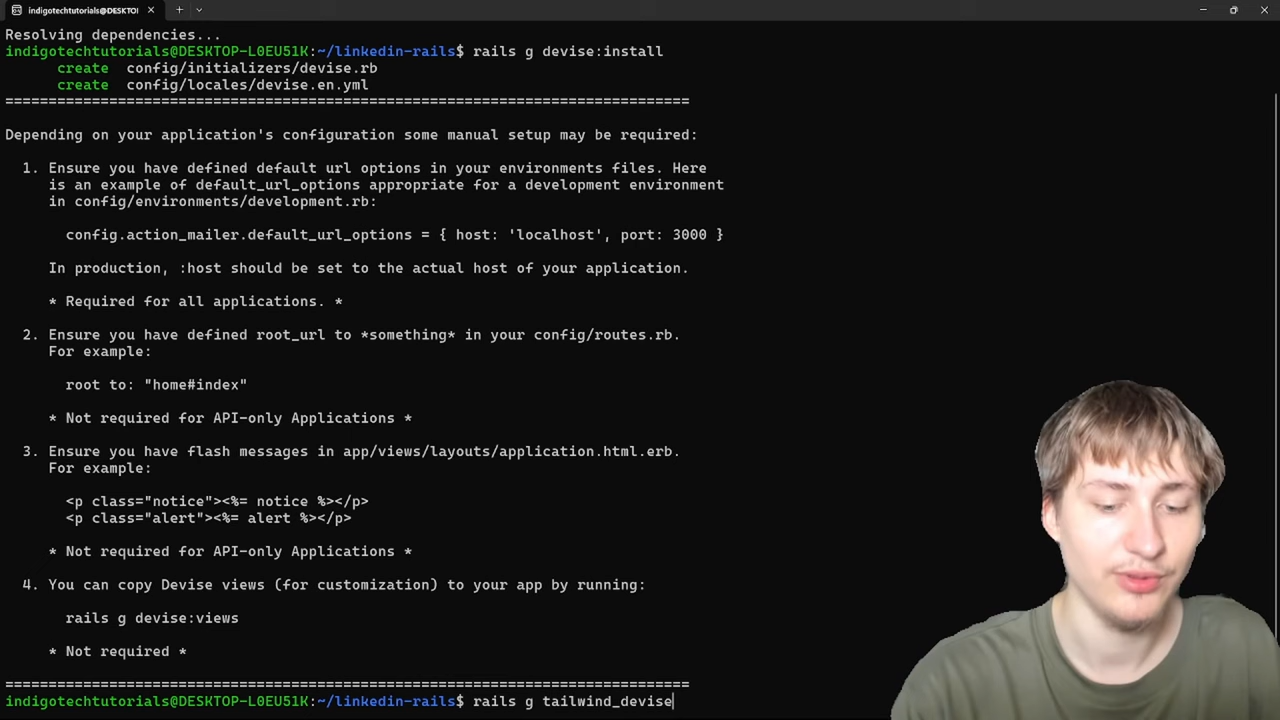 indigotechtutorials@DESKTO!
Resolving dependencies...
indigotechtutorials@DESKTOP-L0EU51K:~/linkedin-rails$ rails g devise:install
create config/initializers/devise.rb
create config/locales/devise.en.yml
===============================================================================
Depending on your application's configuration some manual setup may be required:
1. Ensure you have defined default url options in your environments files. Here
is an example of default_url_options appropriate for a development environment
in config/environments/development.rb:
config.action_mailer.default_url_options = { host: 'localhost', port: 3000 }
In production, :host should be set to the actual host of your application.
* Required for all applications. *
2. Ensure you have defined root_url to *something* in your config/routes.rb.
For example:
root to: "home#index"
* Not required for API-only Applications *
3. Ensure you have flash messages in app/views/layouts/application.html.erb.
For example:
<p class="notice"><%= notice %></p>
<p class="alert"><%= alert %></p>
* Not required for API-only Applications *
4. You can copy Devise views (for customization) to your app by running:
rails g devise:views
* Not required *
===============================================================================
indigotechtutorials@DESKTOP-L0EU51K:~/linkedin-rails$ rails g tailwind_devise